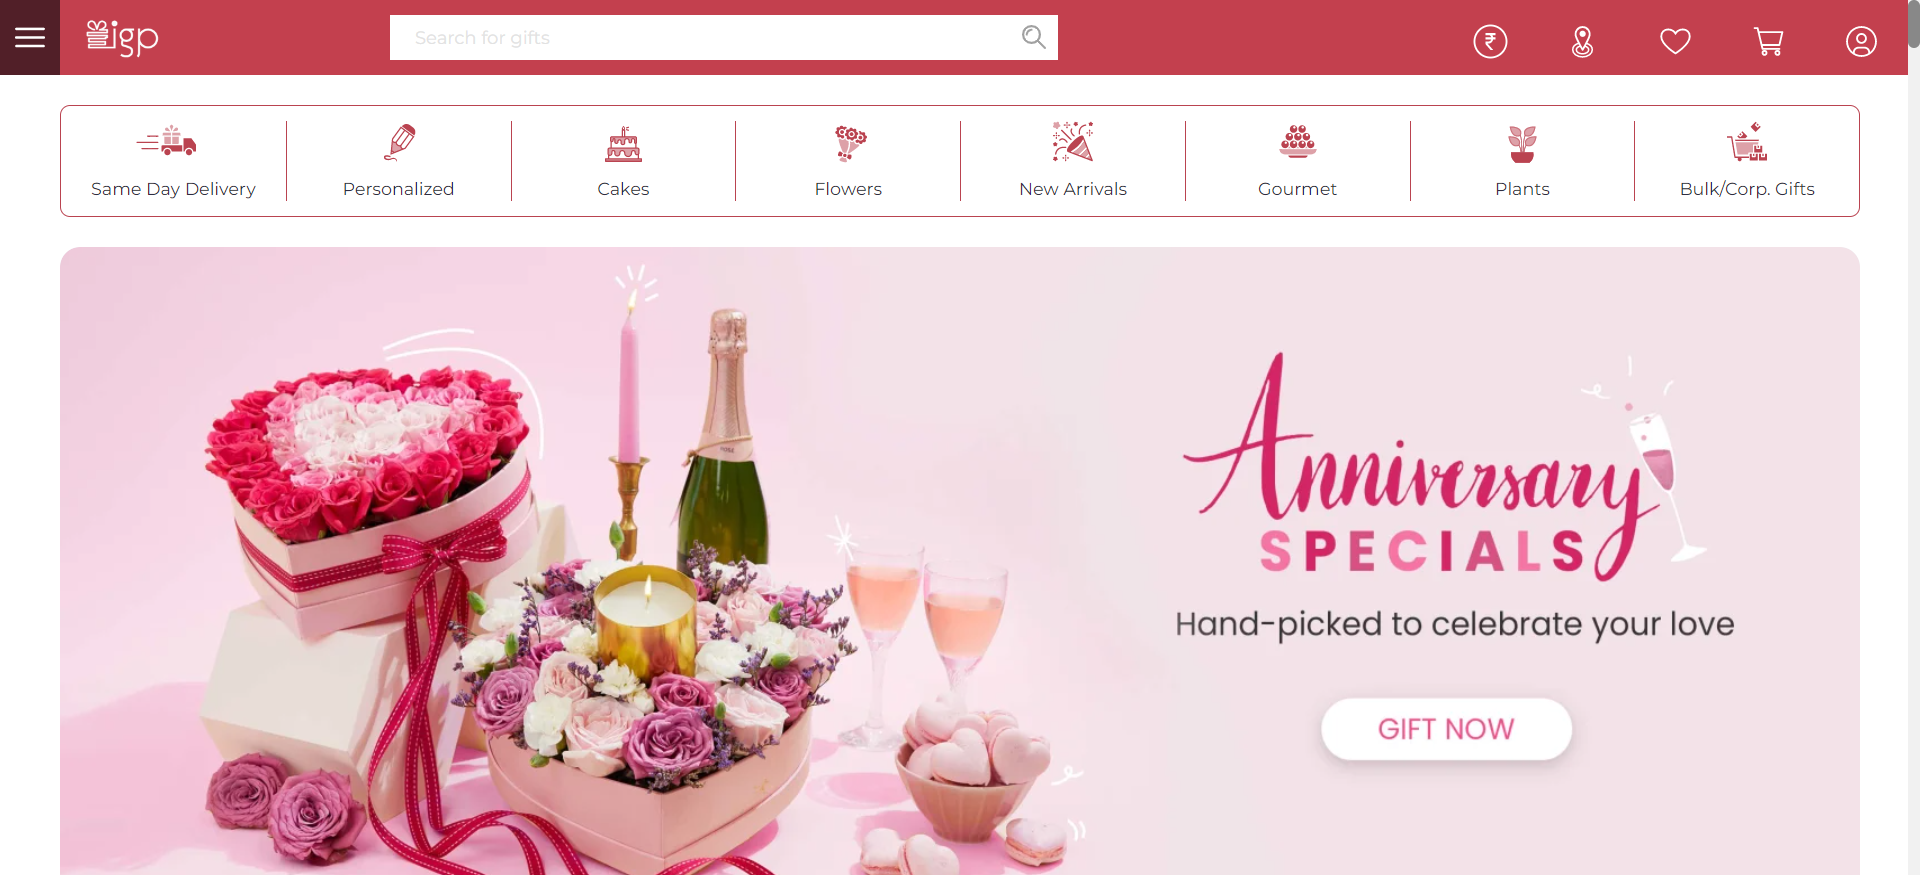 igp
Search for gifts
₹
Same Day Delivery
Personalized
Cakes
Flowers
New Arrivals
Gourmet
Plants
Bulk/Corp. Gifts
Anniversary
SPECIALS
Hand-picked to celebrate your love
GIFT NOW